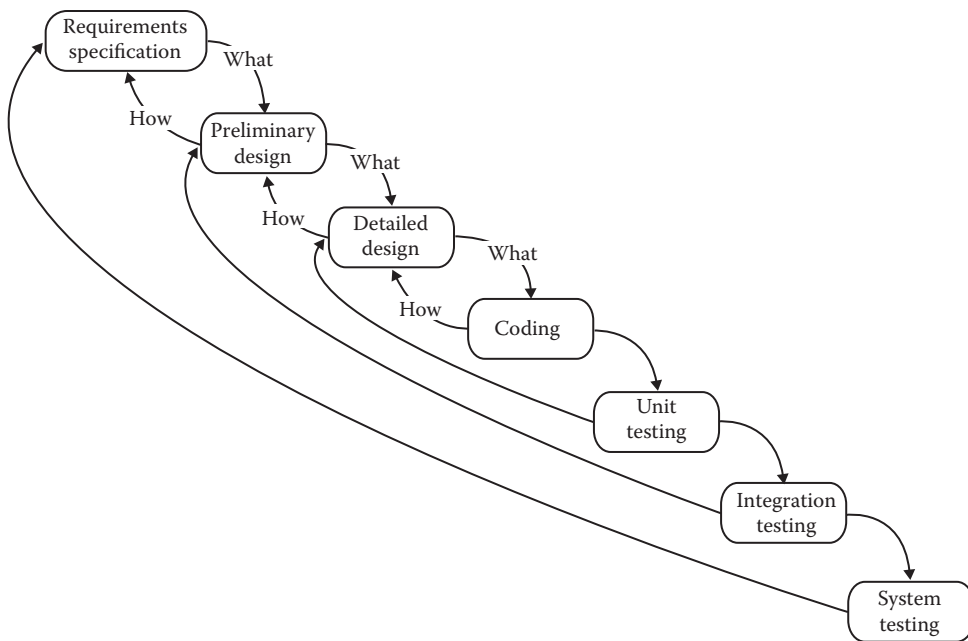 Requirements
specification
What
How
Preliminary
design
What
How
Detailed
design
What
How
Coding
Unit
testing
Integration
testing
System
testing